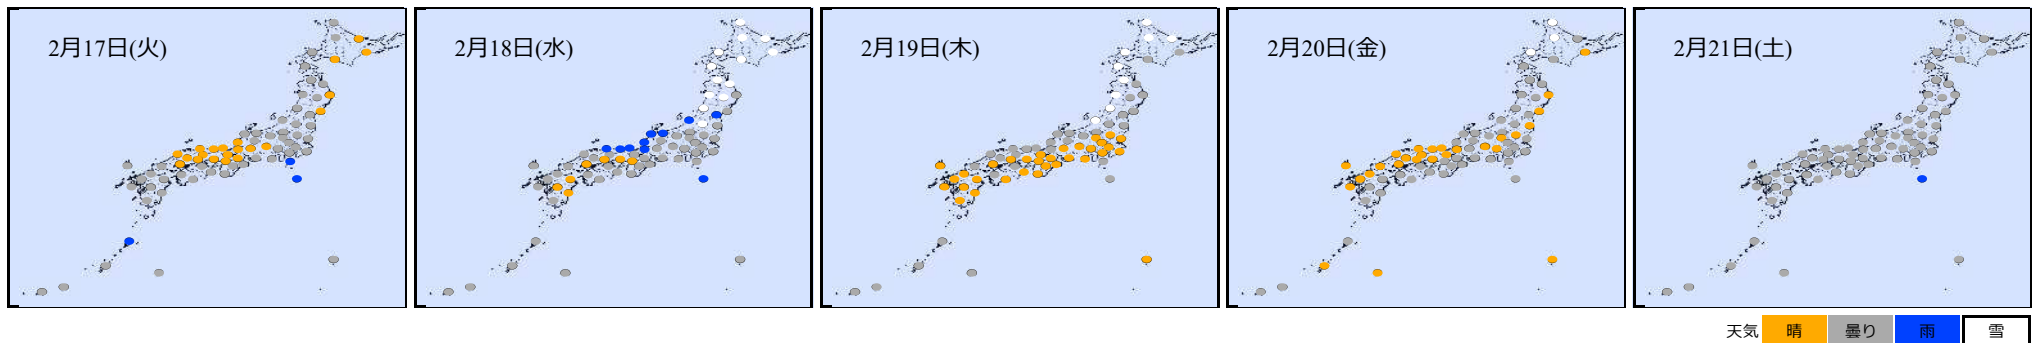 2月17日(火)
2月18日(水)
2月19日(木)
2月20日(金)
2月21日(土)
天気 晴 曇り 雨 雪